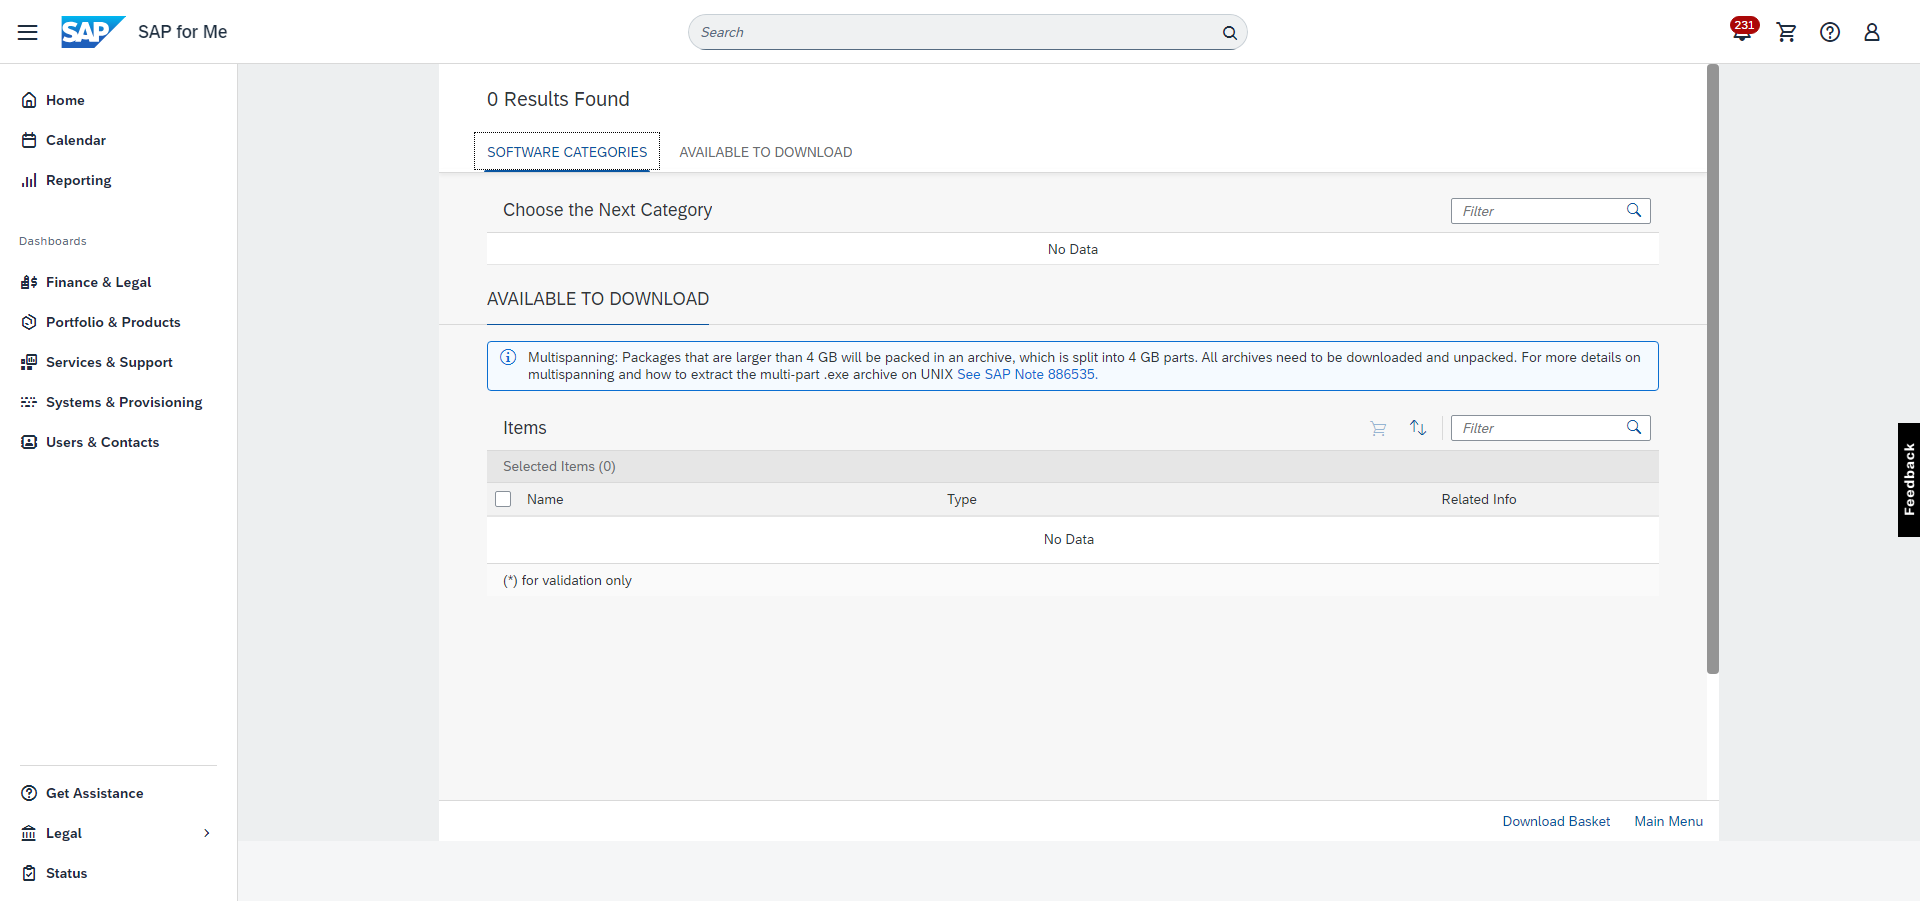 SAP
SAP for Me
Search
231
Home
Calendar
Reporting
Dashboards
Finance & Legal
Portfolio & Products
Services & Support
Systems & Provisioning
Users & Contacts
Get Assistance
Legal
Status
0 Results Found
SOFTWARE CATEGORIES
AVAILABLE TO DOWNLOAD
Choose the Next Category
Filter
No Data
AVAILABLE TO DOWNLOAD
Multispanning: Packages that are larger than 4 GB will be packed in an archive, which is split into 4 GB parts. All archives need to be downloaded and unpacked. For more details on
multispanning and how to extract the multi-part .exe archive on UNIX See SAP Note 886535.
Items
Filter
Selected Items (0)
Name
Type
Related Info
No Data
(*) for validation only
Download Basket
Main Menu
Feedback